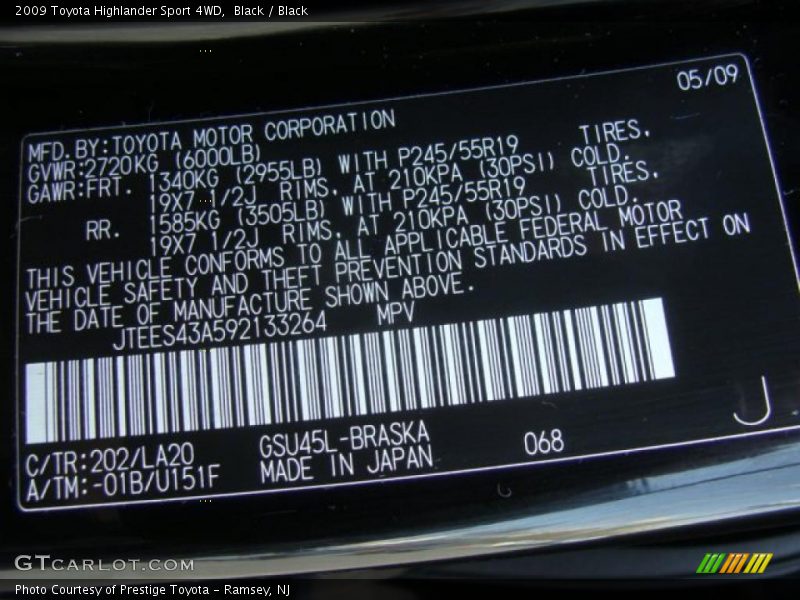 2009 Toyota Highlander Sport 4WD, Black / Black
05/09
MFD.BY:TOYOTA MOTOR CORPORATION
GVWR:2720KG (6000LB)
GAWR:FRT. 1340KG (2955LB) WITH P245/55R19 TIRES.
19X7 1/2J RIMS. AT 210KPA (30PSI) COLD.
RR. 1585KG (3505LB) WITH P245/55R19 TIRES.
19X7 1/2J RIMS. AT 210KPA (30PSI) COLD.
THIS VEHICLE CONFORMS TO ALL APPLICABLE FEDERAL MOTOR
VEHICLE SAFETY AND THEFT PREVENTION STANDARDS IN EFFECT ON
THE DATE OF MANUFACTURE SHOWN ABOVE.
JTEES43A592133264 MPV
C/TR:202/LA20 GSU45L-BRASKA 068 J
A/TM:-01B/U151F MADE IN JAPAN
GTCARLOT.COM
Photo Courtesy of Prestige Toyota - Ramsey, NJ